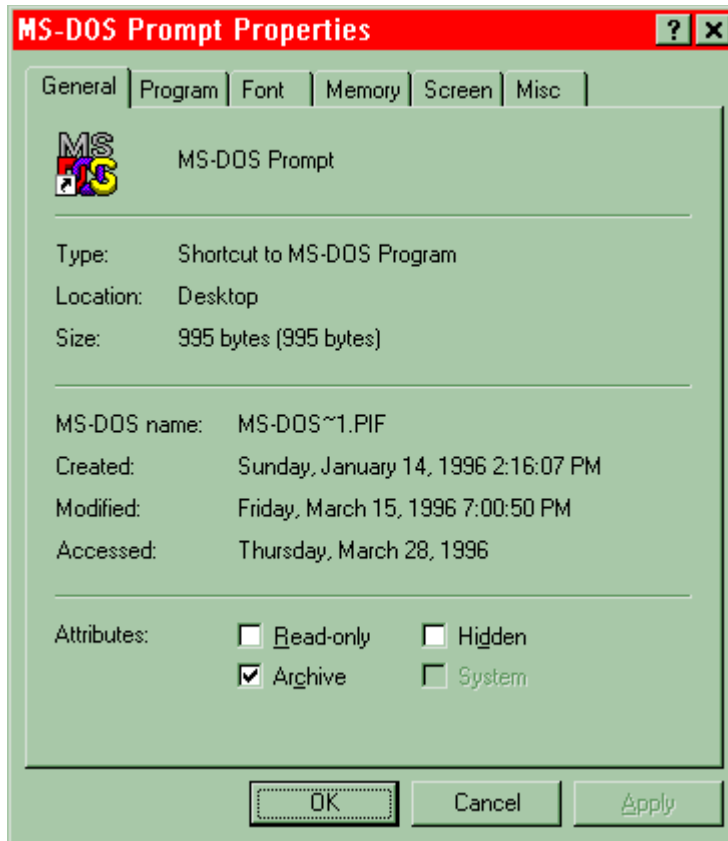 MS-DOS Prompt Properties
General Program Font Memory Screen Misc
MS DOS
MS-DOS Prompt
Type: Shortcut to MS-DOS Program
Location: Desktop
Size: 995 bytes (995 bytes)
MS-DOS name: MS-DOS~1.PIF
Created: Sunday, January 14, 1996 2:16:07 PM
Modified: Friday, March 15, 1996 7:00:50 PM
Accessed: Thursday, March 28, 1996
Attributes: Read-only Hidden
Archive System
OK Cancel Apply